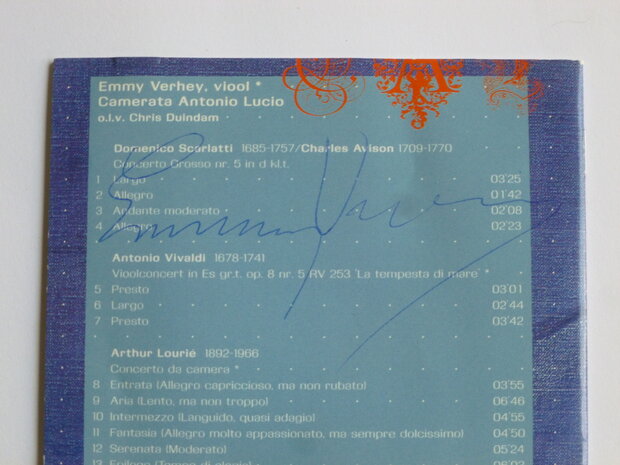 Emmy Verhey, viool *
Camerata Antonio Lucio
o.l.v. Chris Duindam
Domenico Scarlatti 1685-1757/Charles Avison 1709-1770
Concerto Grosso nr. 5 in d kl.t.
1 Largo 03'25
2 Allegro 01'42
3 Andante moderato 02'08
4 Allegro 02'23
Emmy Verhey
Antonio Vivaldi 1678-1741
Vioolconcert in Es gr.t. op. 8 nr. 5 RV 253 'La tempesta di mare' *
5 Presto 03'01
6 Largo 02'44
7 Presto 03'42
Arthur Lourié 1892-1966
Concerto da camera *
8 Entrata (Allegro capriccioso, ma non rubato) 03'55
9 Aria (Lento, ma non troppo) 06'46
10 Intermezzo (Languido, quasi adagio) 04'55
11 Fantasia (Allegro molto appassionato, ma sempre dolcissimo) 04'50
12 Serenata (Moderato) 05'24